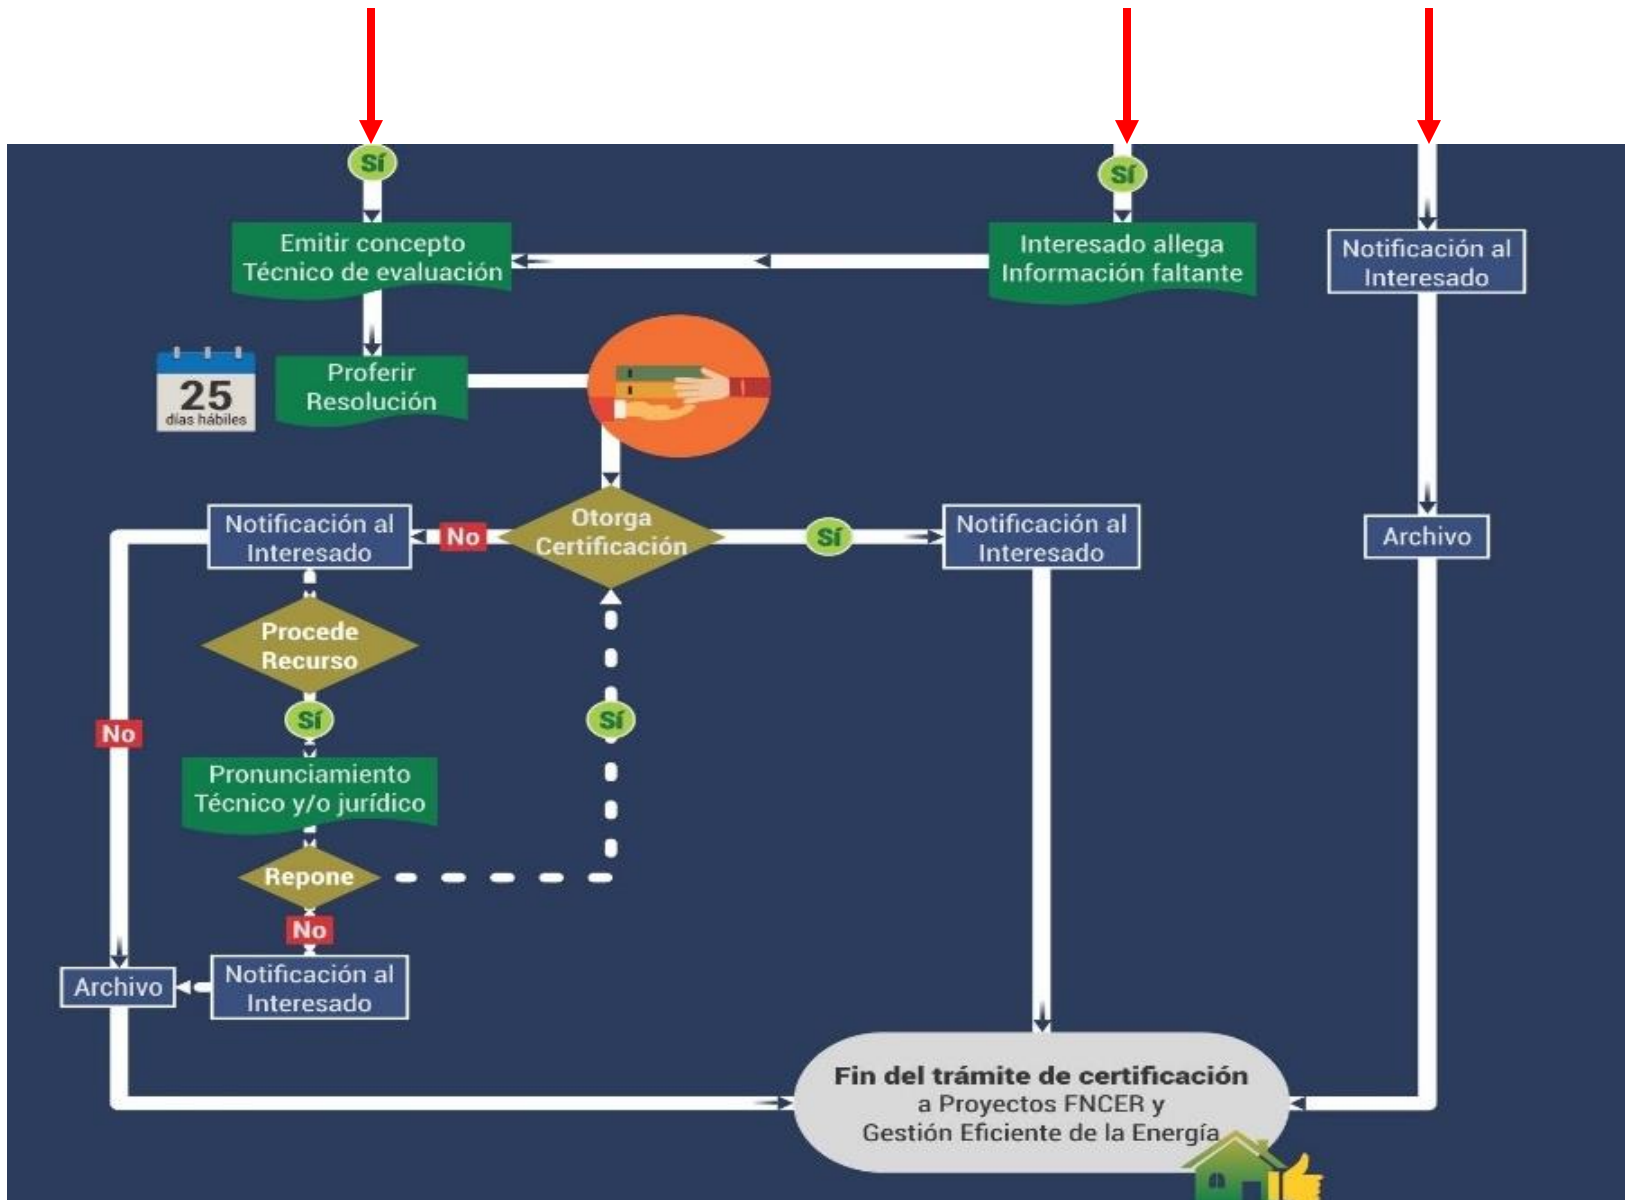 Sí
Sí
Emitir concepto
Técnico de evaluación
Interesado allega
Información faltante
Notificación al
Interesado
25
días hábiles
Proferir
Resolución
Notificación al
Interesado
No
Otorga
Certificación
Sí
Notificación al
Interesado
Archivo
Procede
Recurso
Sí
Sí
No
Pronunciamiento
Técnico y/o jurídico
Repone
No
Archivo
Notificación al
Interesado
Fin del trámite de certificación
a Proyectos FNCER y
Gestión Eficiente de la Energía